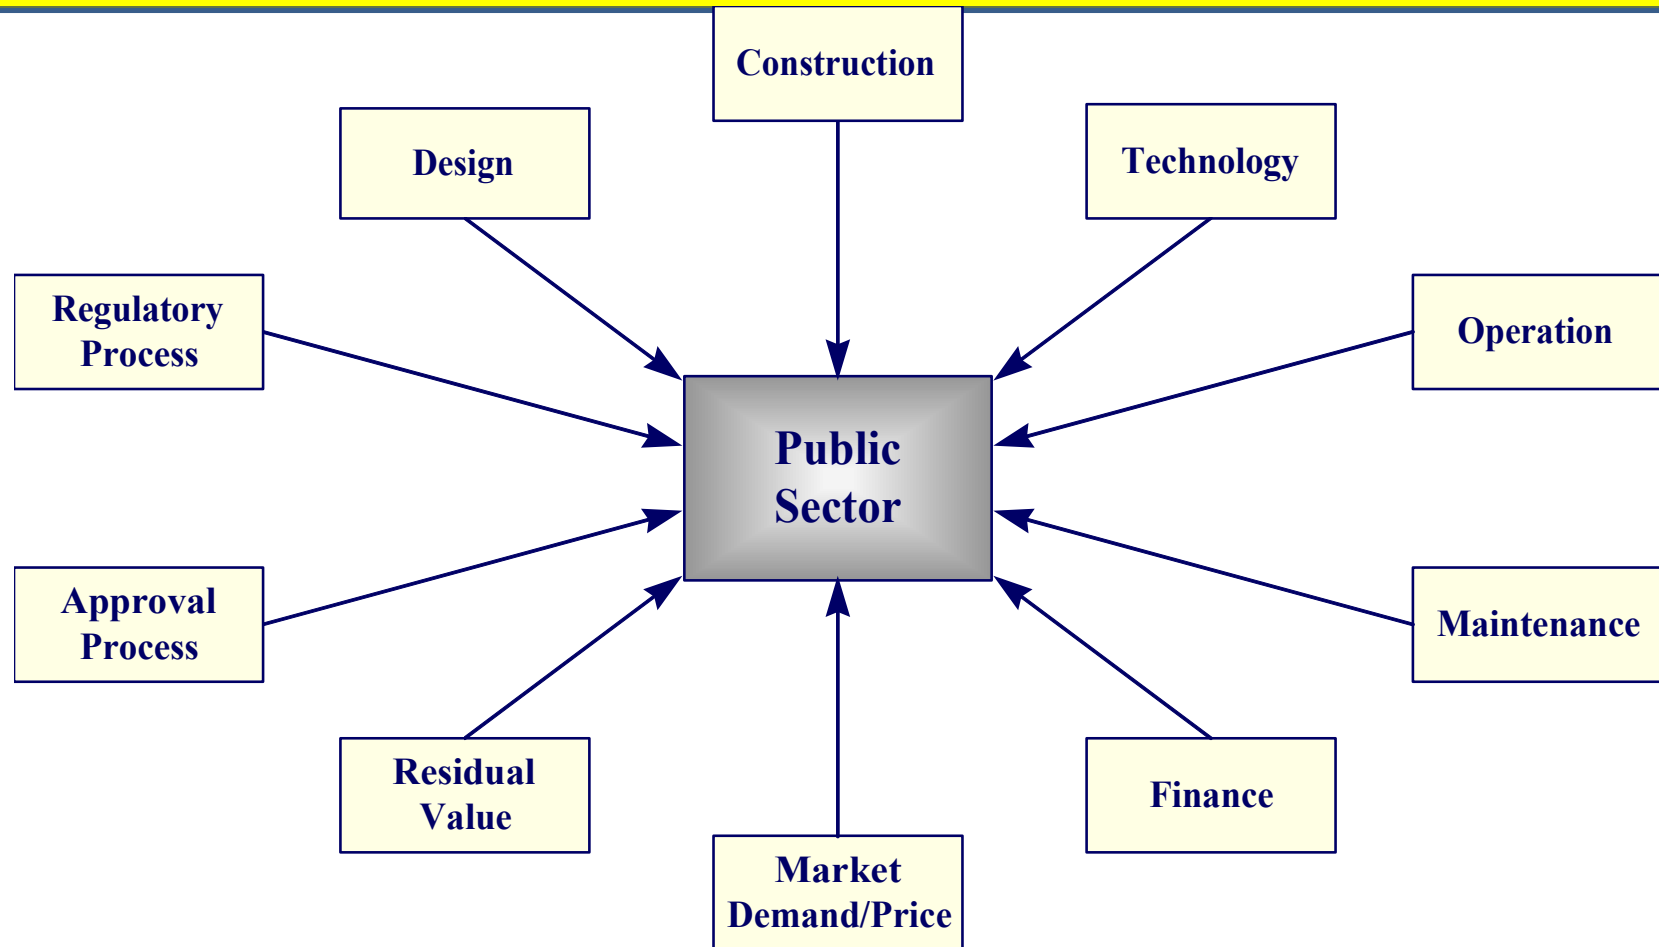 Construction
Design
Technology
Regulatory
Process
Operation
Public
Sector
Approval
Process
Maintenance
Residual
Value
Finance
Market
Demand/Price